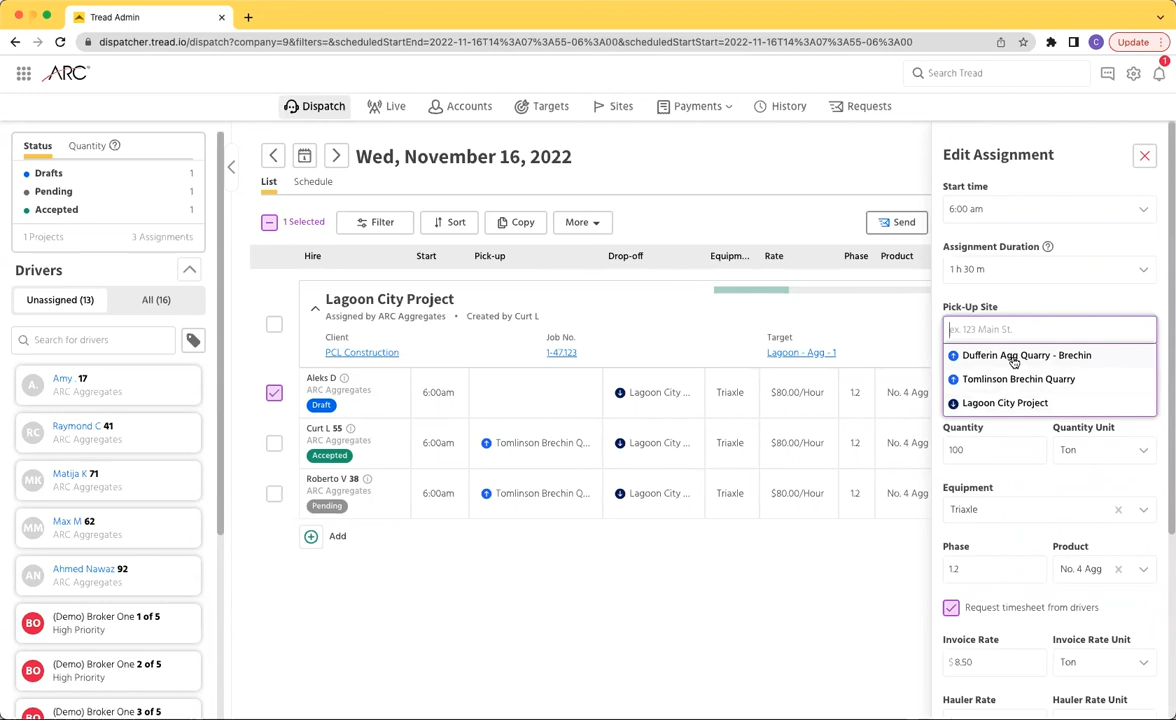 Tread Admin
dispatcher.tread.io/dispatch?company=9&filters=&scheduledStartEnd=2022-11-16T14%3A07%3A55-06%3A00&scheduledStartStart=2022-11-16T14%3A07%3A55-06%3A00
C
Update
ARC
Search Tread
1
Dispatch
Live
Accounts
Targets
Sites
Payments
History
Requests
Status
Quantity
Drafts 1
Pending 1
Accepted 1
1 Projects 3 Assignments
Drivers
Unassigned (13)
All (16)
Search for drivers
A. Amy . 17
ARC Aggregates
RC Raymond C 41
ARC Aggregates
MK Matija K 71
ARC Aggregates
MM Max M 62
ARC Aggregates
AN Ahmed Nawaz 92
ARC Aggregates
BO (Demo) Broker One 1 of 5
High Priority
BO (Demo) Broker One 2 of 5
High Priority
BO (Demo) Broker One 3 of 5
Wed, November 16, 2022
List
Schedule
1 Selected
Filter
Sort
Copy
More
Send
Hire Start Pick-up Drop-off Equipm... Rate Phase Product
Lagoon City Project
Assigned by ARC Aggregates • Created by Curt L
Client Job No. Target
PCL Construction 1-47.123 Lagoon - Agg - 1
Aleks D
ARC Aggregates
Draft
6:00am Lagoon City ... Triaxle $80.00/Hour 1.2 No. 4 Agg
Curt L 55
ARC Aggregates
Accepted
6:00am Tomlinson Brechin Q... Lagoon City ... Triaxle $80.00/Hour 1.2 No. 4 Agg
Roberto V 38
ARC Aggregates
Pending
6:00am Tomlinson Brechin Q... Lagoon City ... Triaxle $80.00/Hour 1.2 No. 4 Agg
Add
Edit Assignment
Start time
6:00 am
Assignment Duration
1 h 30 m
Pick-Up Site
ex. 123 Main St.
Dufferin Agg Quarry - Brechin
Tomlinson Brechin Quarry
Lagoon City Project
Quantity Quantity Unit
100 Ton
Equipment
Triaxle
Phase Product
1.2 No. 4 Agg
Request timesheet from drivers
Invoice Rate Invoice Rate Unit
$ 8.50 Ton
Hauler Rate Hauler Rate Unit